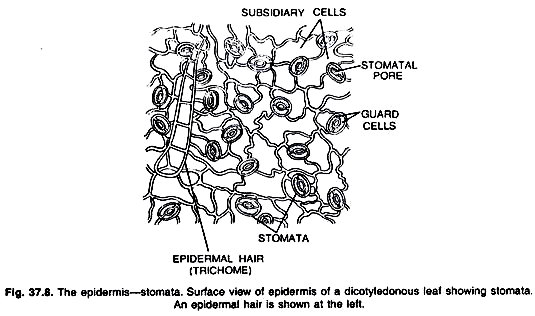 SUBSIDIARY CELLS
STOMATAL
PORE
GUARD
CELLS
STOMATA
EPIDERMAL HAIR
(TRICHOME)
Fig. 37.8. The epidermis—stomata. Surface view of epidermis of a dicotyledonous leaf showing stomata.
An epidermal hair is shown at the left.